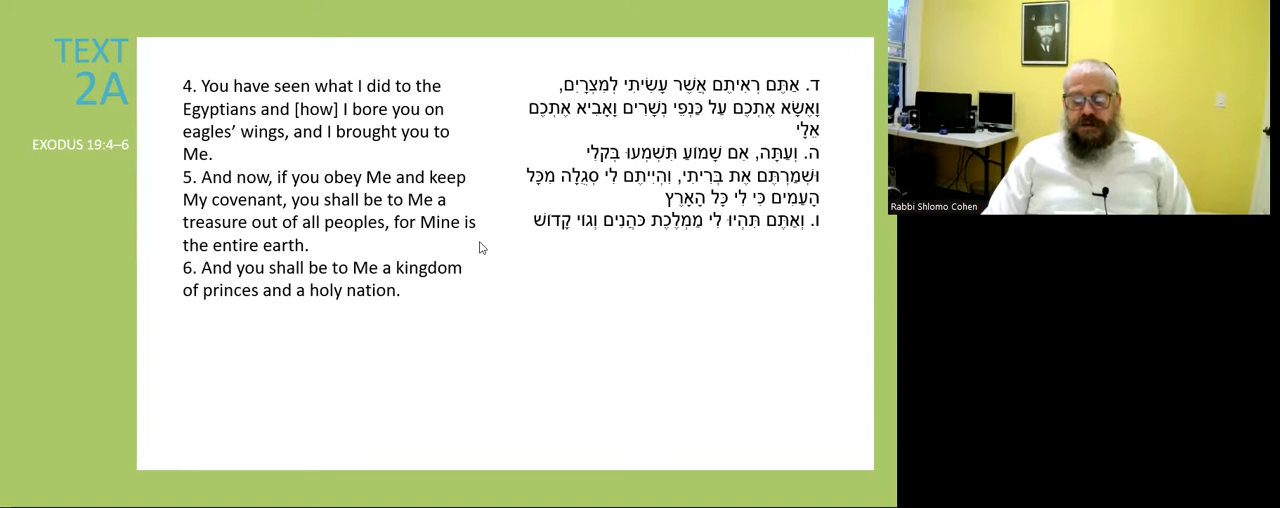 TEXT
2A
EXODUS 19:4–6
4. You have seen what I did to the
Egyptians and [how] I bore you on
eagles’ wings, and I brought you to
Me.
5. And now, if you obey Me and keep
My covenant, you shall be to Me a
treasure out of all peoples, for Mine is
the entire earth.
6. And you shall be to Me a kingdom
of princes and a holy nation.
ד. אַתֶּם רְאִיתֶם אֲשֶׁר עָשִׂיתִי לְמִצְרָיִם,
וָאֶשָּׂא אֶתְכֶם עַל כַּנְפֵי נְשָׁרִים וָאָבִיא אֶתְכֶם
אֵלָי
ה. וְעַתָּה, אִם שָׁמוֹעַ תִּשְׁמְעוּ בְּקֹלִי
וּשְׁמַרְתֶּם אֶת בְּרִיתִי, וִהְיִיתֶם לִי סְגֻלָּה מִכָּל
הָעַמִּים כִּי לִי כָּל הָאָרֶץ
ו. וְאַתֶּם תִּהְיוּ לִי מַמְלֶכֶת כֹּהֲנִים וְגוֹי קָדוֹשׁ
Rabbi Shlomo Cohen